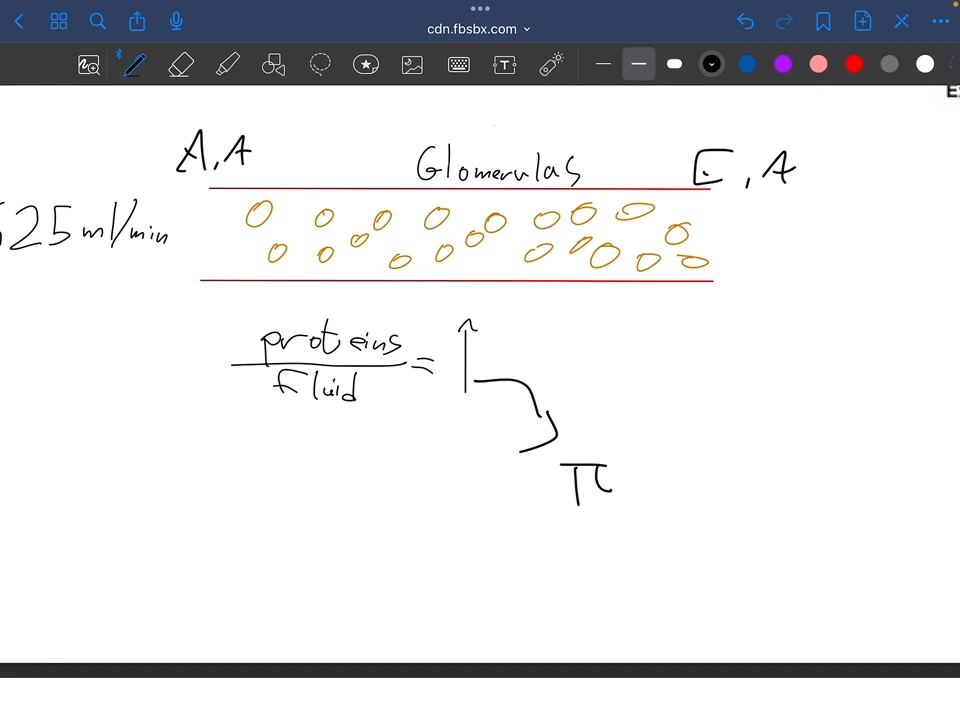 cdn.fbsbx.com
A.A Glomerulas E.A
525 ml/min
proteins
fluid
=
π